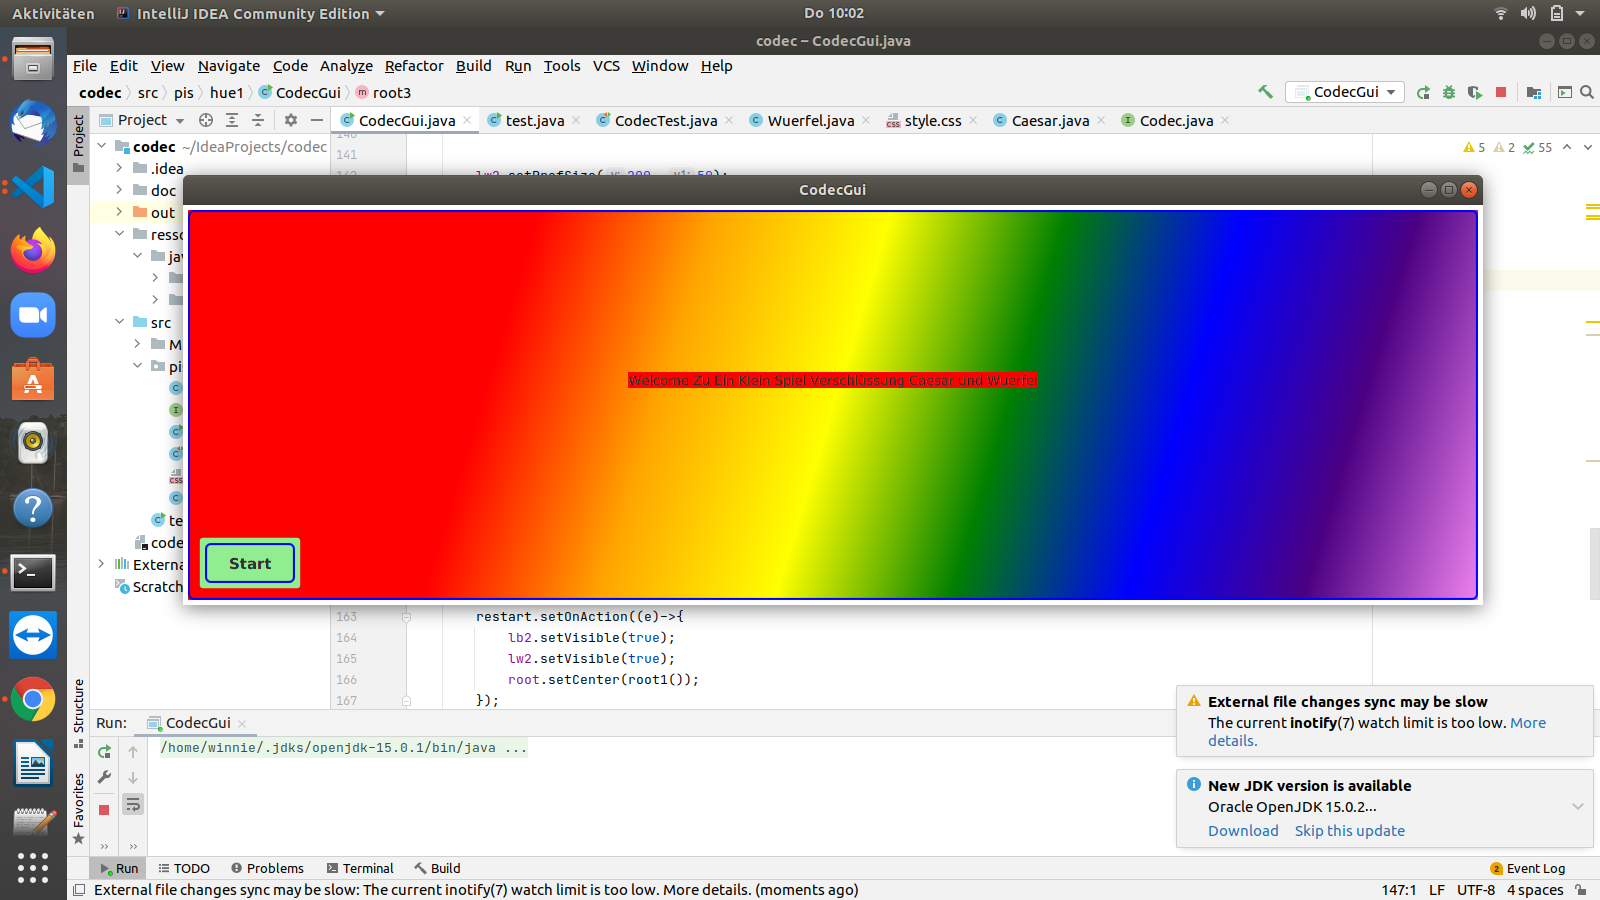 Aktivitäten IntelliJ IDEA Community Edition Do 10:02
codec – CodecGui.java
File Edit View Navigate Code Analyze Refactor Build Run Tools VCS Window Help
codec src pis hue1 CodecGui root3 CodecGui
Project CodecGui.java test.java CodecTest.java Wuerfel.java style.css Caesar.java Codec.java
Project
codec ~/IdeaProjects/codec
141
5 2 55
.idea
doc
out
CodecGui
src
Welcome Zu Ein Klein Spiel Verschlüssung Caesar und Wuerfel
Start
163 restart.setOnAction((e)->{
164 lb2.setVisible(true);
165 lw2.setVisible(true);
166 root.setCenter(root1());
167 });
Structure
Favorites
Run: CodecGui
/home/winnie/.jdks/openjdk-15.0.1/bin/java ...
External file changes sync may be slow
The current inotify(7) watch limit is too low. More
details.
New JDK version is available
Oracle OpenJDK 15.0.2...
Download Skip this update
Run TODO Problems Terminal Build 2 Event Log
External file changes sync may be slow: The current inotify(7) watch limit is too low. More details. (moments ago) 147:1 LF UTF-8 4 spaces